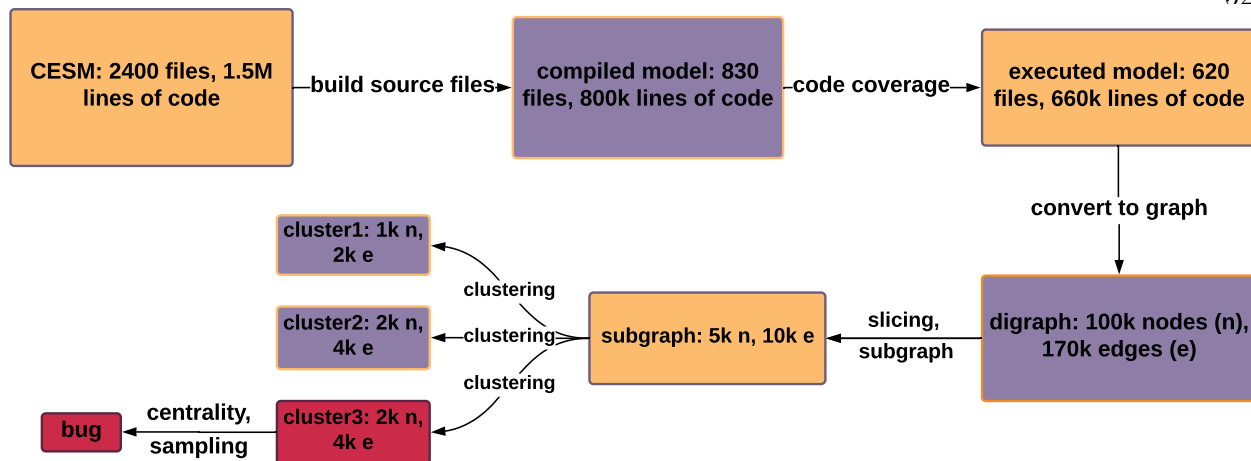 CESM: 2400 files, 1.5M
lines of code
build source files
compiled model: 830
files, 800k lines of code
code coverage
executed model: 620
files, 660k lines of code
convert to graph
digraph: 100k nodes (n),
170k edges (e)
slicing,
subgraph
subgraph: 5k n, 10k e
clustering
clustering
clustering
cluster1: 1k n,
2k e
cluster2: 2k n,
4k e
cluster3: 2k n,
4k e
centrality,
sampling
bug